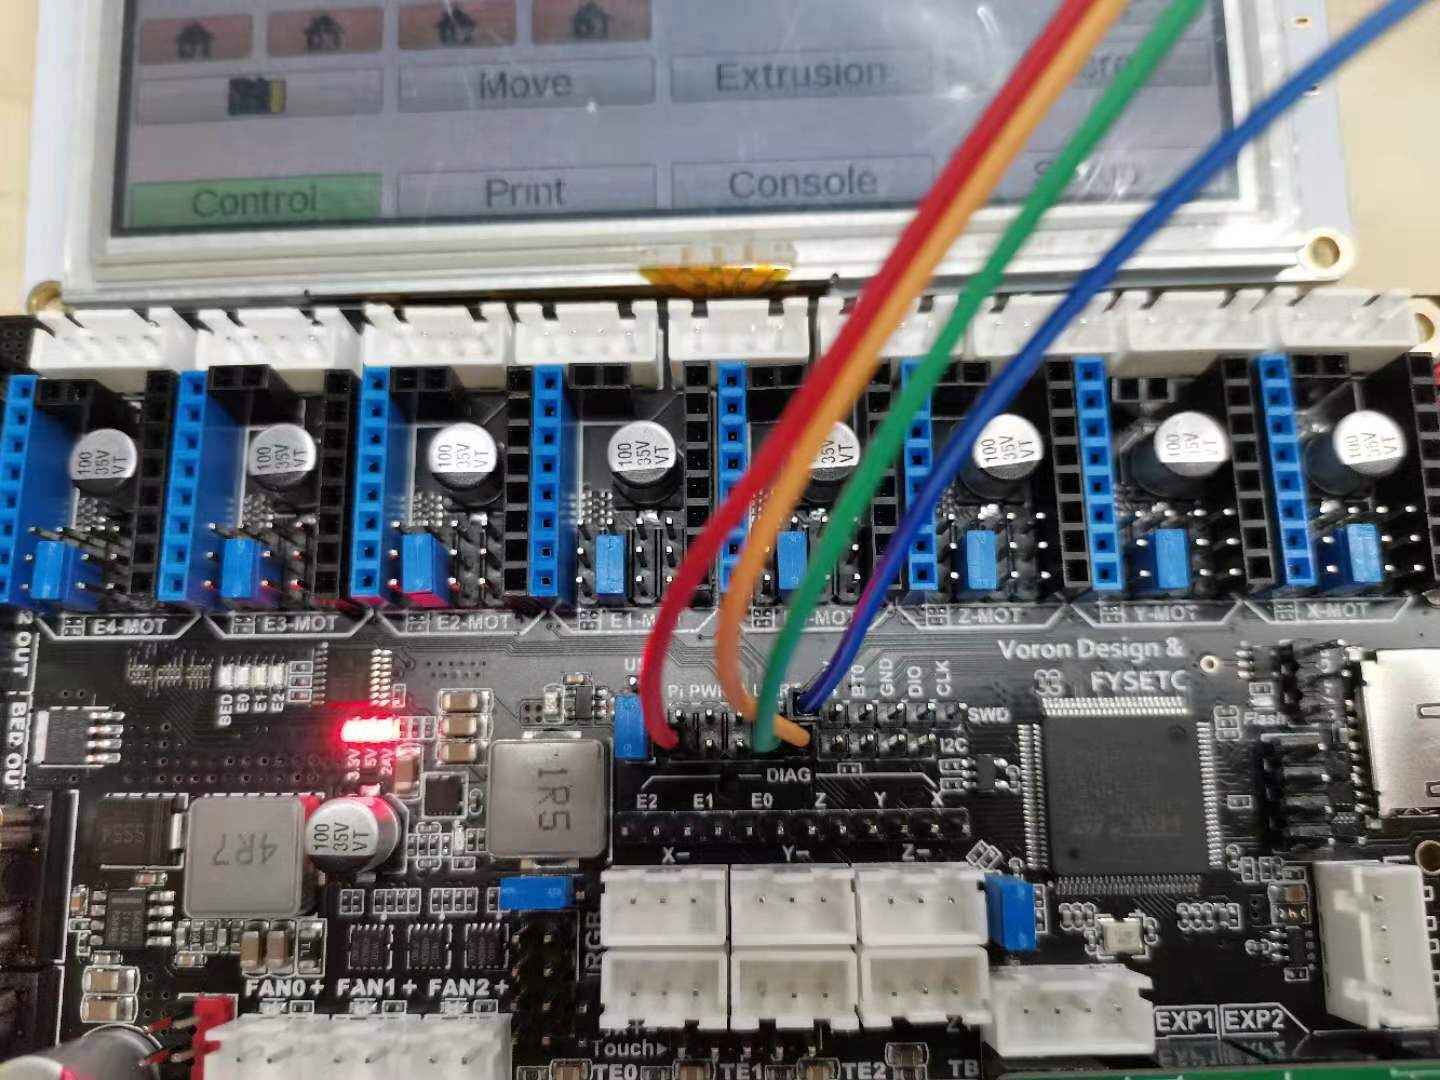 Move
Extrusion
Control
Print
Console
100
35V
VT
100
35V
VT
100
35V
VT
100
35V
VT
35V
VT
100
35V
VT
100
35V
VT
100
35V
VT
E4-MOT
E3-MOT
E2-MOT
E1-MOT
Z-MOT
Y-MOT
X-MOT
Voron Design &
FYSETC
Pi PWR
BT0
GND
DIO
CLK
SWD
I2C
BED
E0
E1
E2
3.3V
5V
24V
DIAG
E2
E1
E0
Z
Y
X
Flash
1R5
4R7
100
35V
VT
X-
Y-
Z-
RGB
FAN0 +
FAN1 +
FAN2 +
EXP1
EXP2
Touch
TE0
TE1
TE2
TB